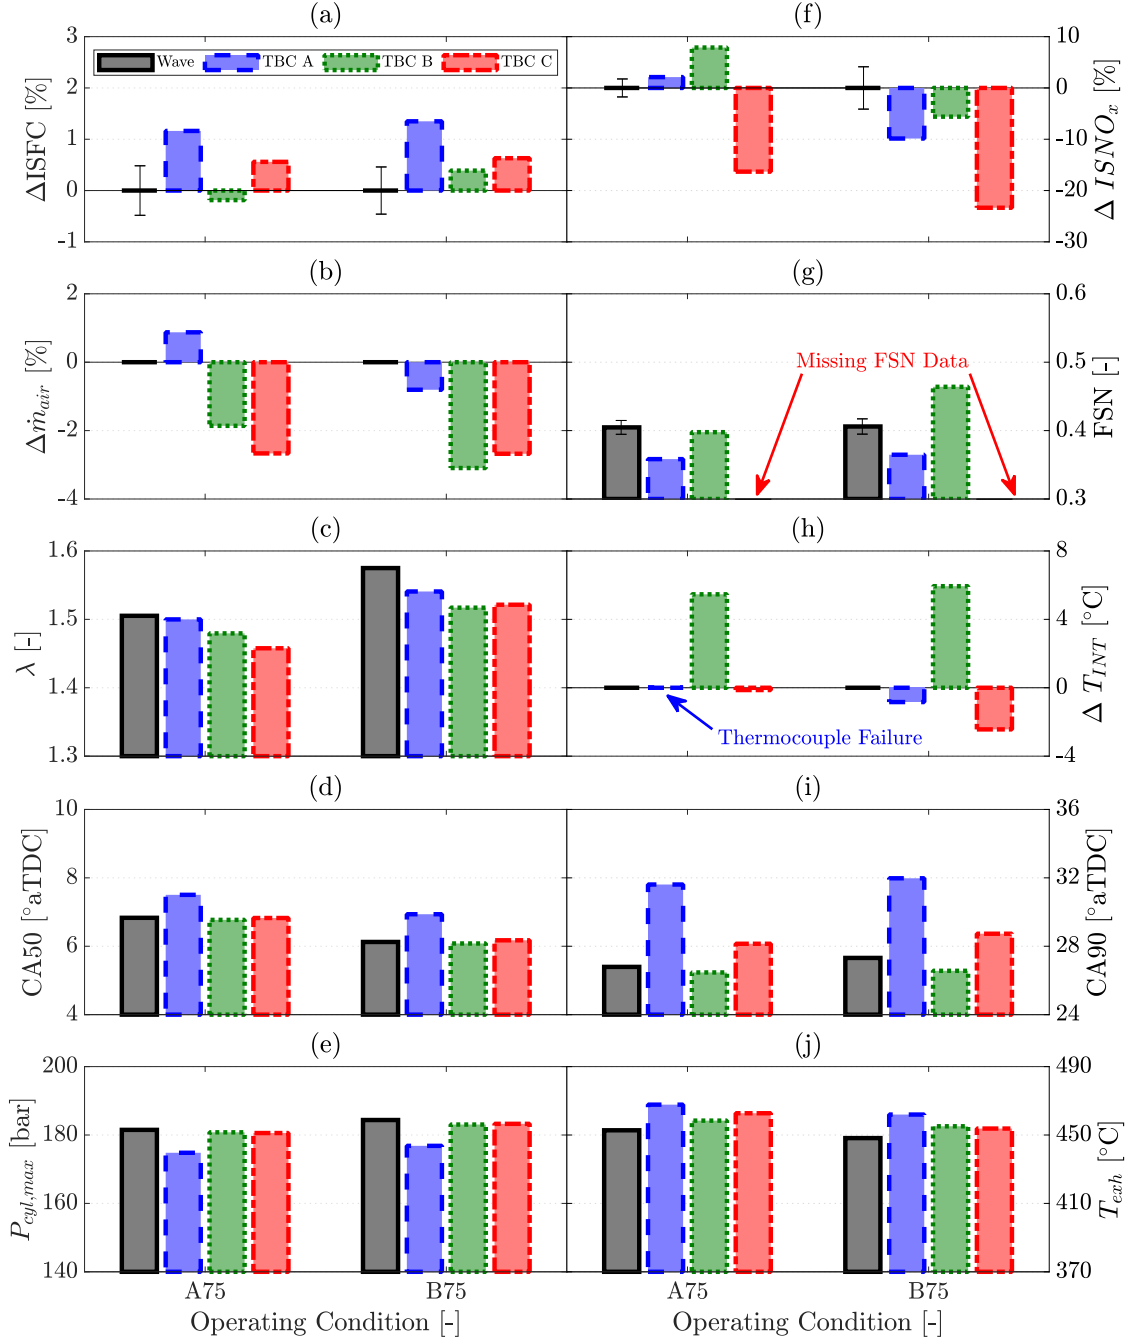 (a)
3
2
1
0
-1
ΔISFC [%]
Wave
TBC A
TBC B
TBC C
(f)
10
0
-10
-20
-30
Δ ISNOx [%]
(b)
2
0
-2
-4
Δṁair [%]
(g)
0.6
0.5
0.4
0.3
FSN [-]
Missing FSN Data
(c)
1.6
1.5
1.4
1.3
λ [-]
(h)
8
4
0
-4
Δ TINT [°C]
Thermocouple Failure
(d)
10
8
6
4
CA50 [°aTDC]
(i)
36
32
28
24
CA90 [°aTDC]
(e)
200
180
160
140
Pcyl,max [bar]
A75
B75
Operating Condition [-]
(j)
490
450
410
370
Texh [°C]
A75
B75
Operating Condition [-]